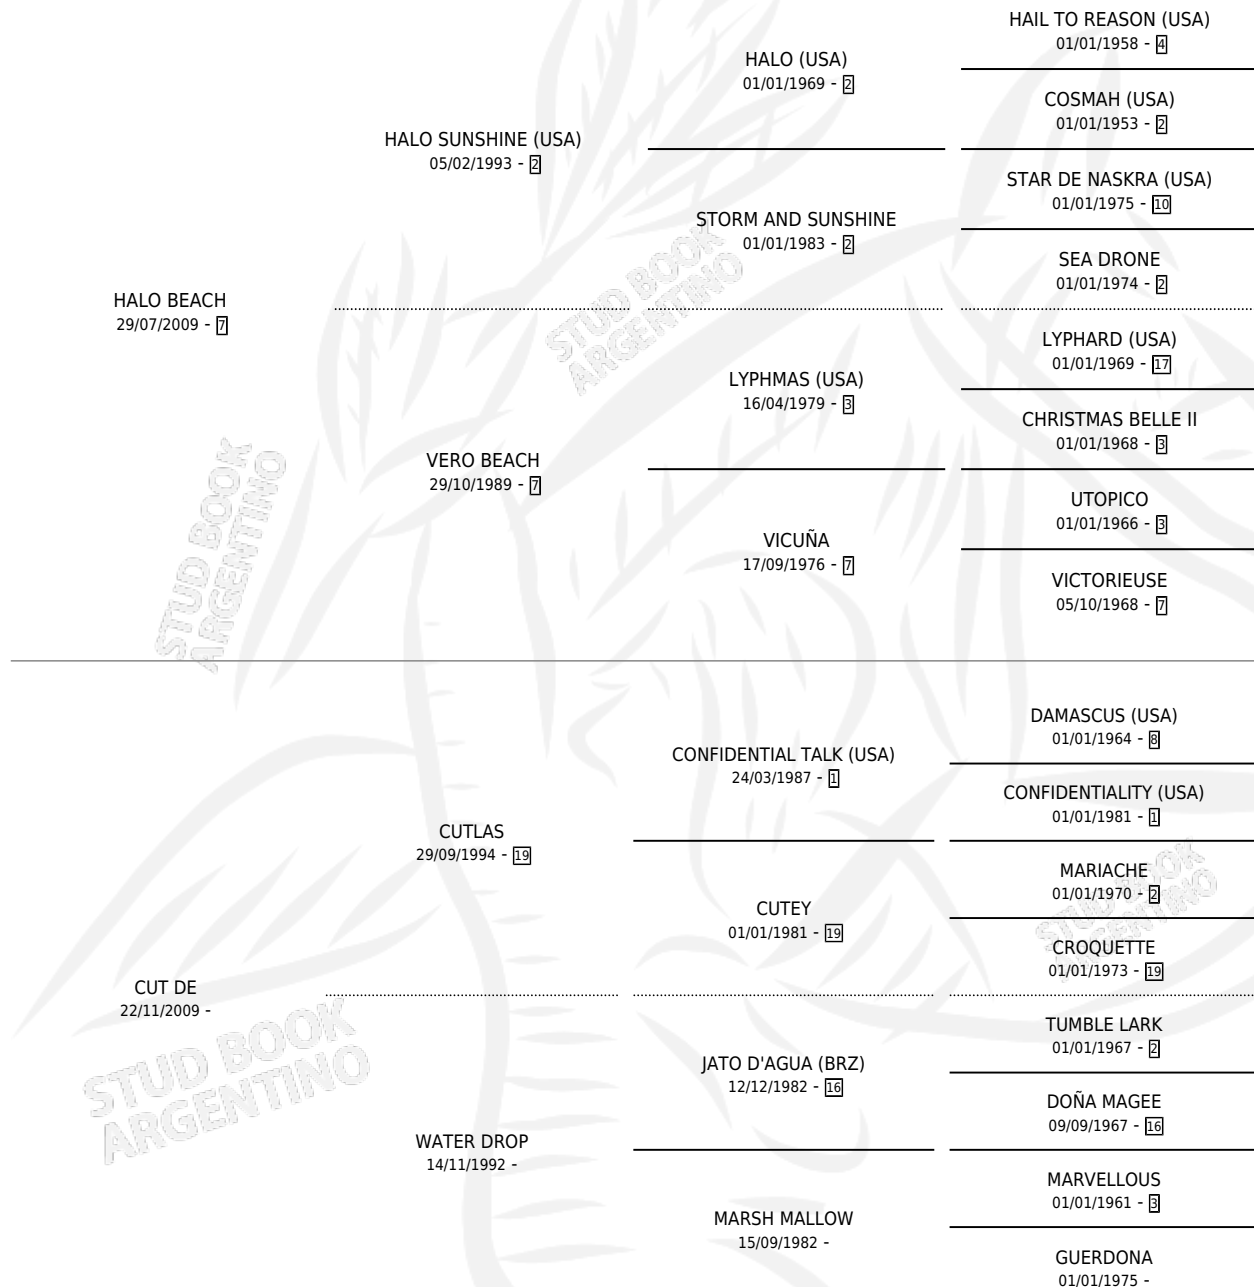 HAIL TO REASON (USA)
01/01/1958 - 4
HALO (USA)
01/01/1969 - 2
COSMAH (USA)
01/01/1953 - 2
HALO SUNSHINE (USA)
05/02/1993 - 2
STAR DE NASKRA (USA)
01/01/1975 - 10
STORM AND SUNSHINE
01/01/1983 - 2
SEA DRONE
01/01/1974 - 2
HALO BEACH
29/07/2009 - 7
LYPHARD (USA)
01/01/1969 - 17
LYPHMAS (USA)
16/04/1979 - 3
CHRISTMAS BELLE II
01/01/1968 - 3
VERO BEACH
29/10/1989 - 7
UTOPICO
01/01/1966 - 3
VICUÑA
17/09/1976 - 7
VICTORIEUSE
05/10/1968 - 7
DAMASCUS (USA)
01/01/1964 - 8
CONFIDENTIAL TALK (USA)
24/03/1987 - 1
CONFIDENTIALITY (USA)
01/01/1981 - 1
CUTLAS
29/09/1994 - 19
MARIACHE
01/01/1970 - 2
CUTEY
01/01/1981 - 19
CROQUETTE
01/01/1973 - 19
CUT DE
22/11/2009 -
TUMBLE LARK
01/01/1967 - 2
JATO D'AGUA (BRZ)
12/12/1982 - 16
DOÑA MAGEE
09/09/1967 - 16
WATER DROP
14/11/1992 -
MARVELLOUS
01/01/1961 - 3
MARSH MALLOW
15/09/1982 -
GUERDONA
01/01/1975 -
STUD BOOK
ARGENTINO
STUD BOOK
ARGENTINO
STUD BOOK
ARGENTINO
STUD BOOK
ARGENTINO